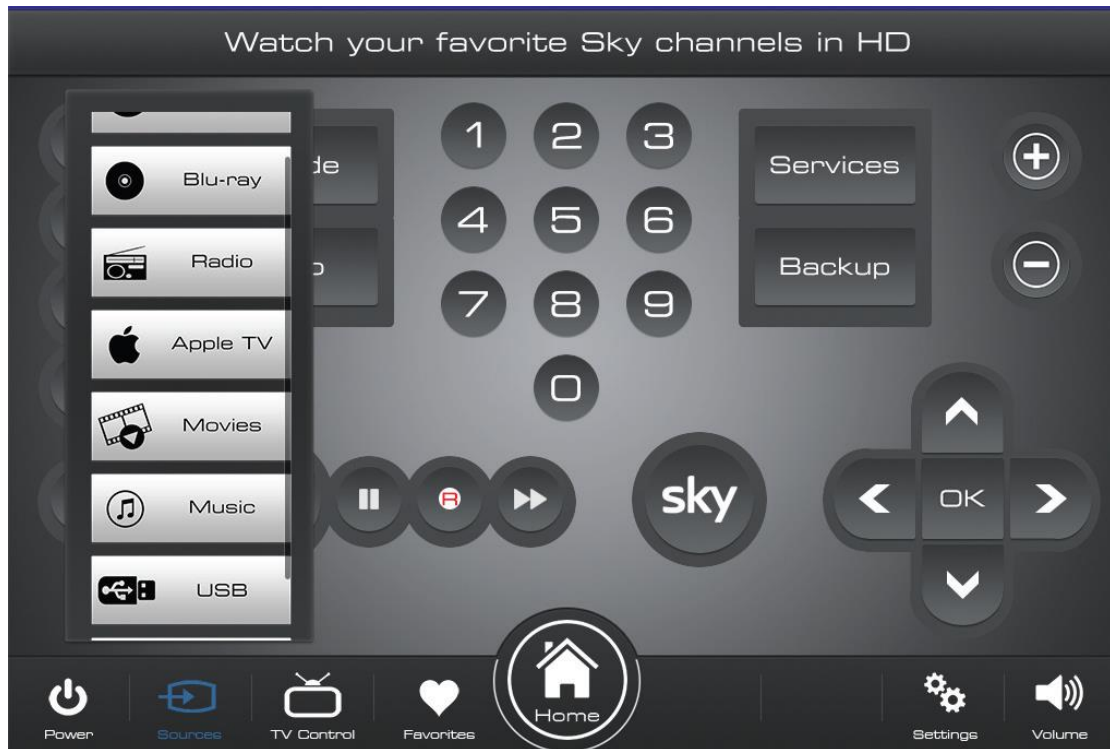 Watch your favorite Sky channels in HD
Blu-ray
Radio
Apple TV
Movies
Music
USB
de
1 2 3
4 5 6
7 8 9
0
Services
Backup
R
sky
OK
Home
Power
Sources
TV Control
Favorites
Settings
Volume